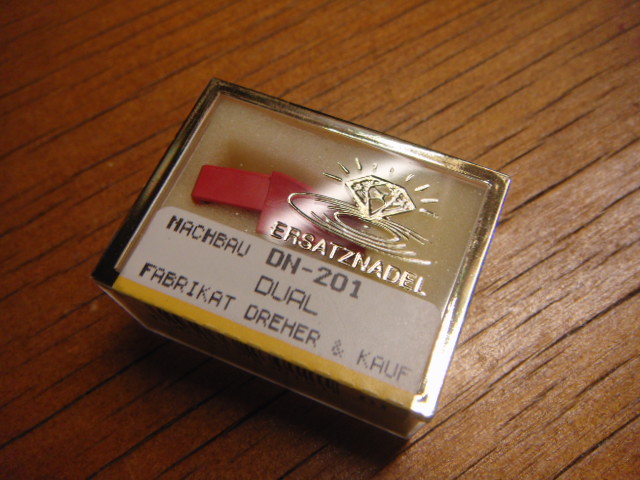 ERSATZNADEL
NACHBAU DN-201
DUAL
FABRIKAT DREHER & KAUF